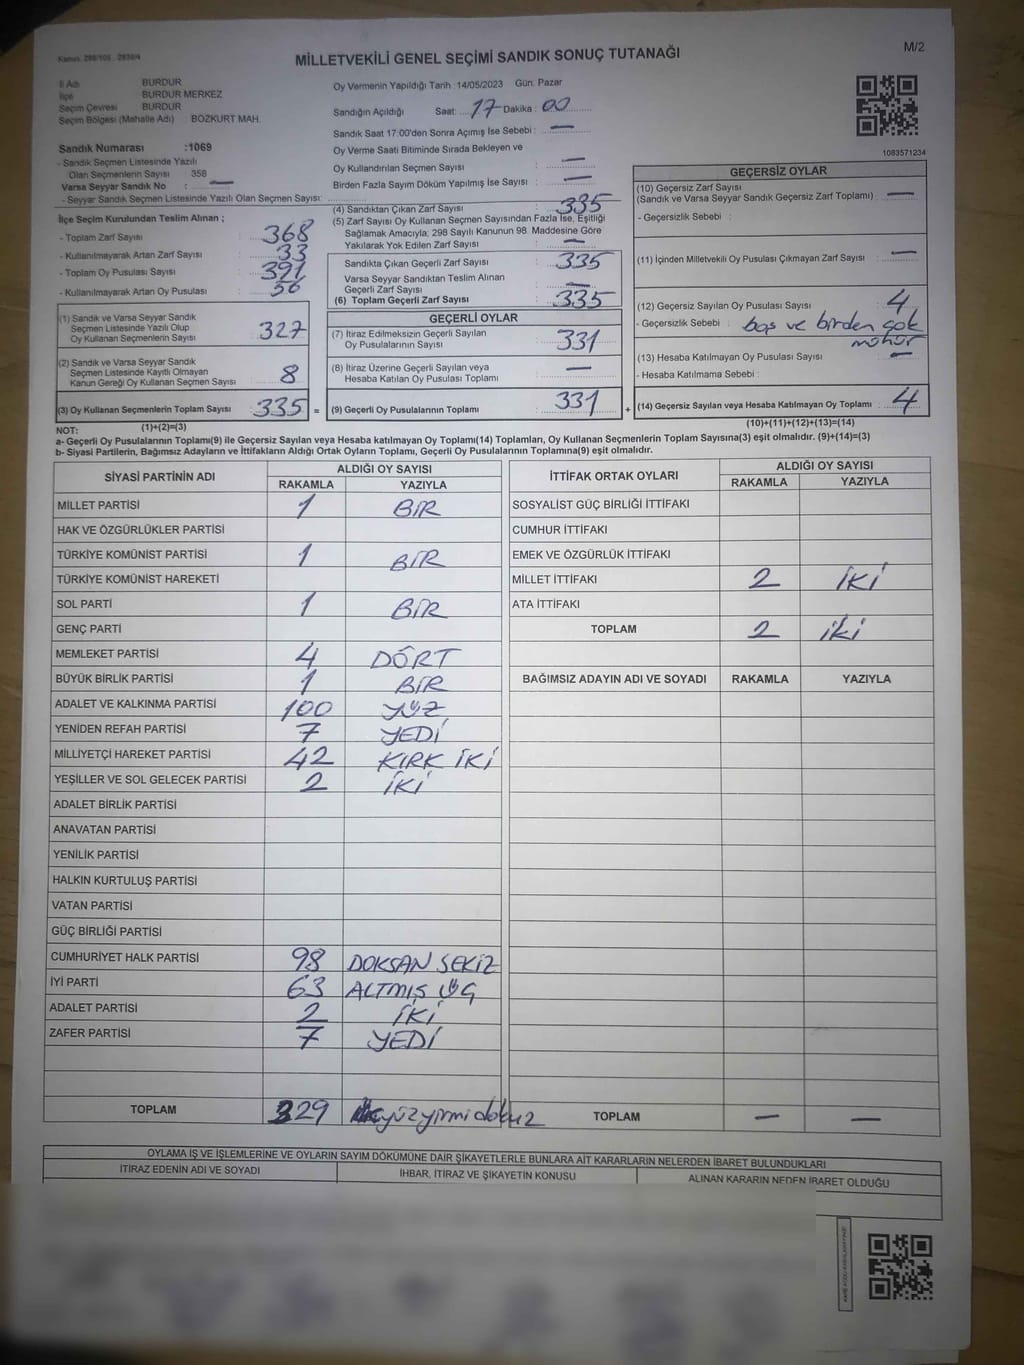 Kanun: 298/105 - 2839/4
MİLLETVEKİLİ GENEL SEÇİMİ SANDIK SONUÇ TUTANAĞI
M/2
İl Adı BURDUR
İlçe BURDUR MERKEZ
Seçim Çevresi BURDUR
Seçim Bölgesi (Mahalle Adı) BOZKURT MAH.
Sandık Numarası :1069
- Sandık Seçmen Listesinde Yazılı
Olan Seçmenlerin Sayısı 358
Varsa Seyyar Sandık No : —
- Seyyar Sandık Seçmen Listesinde Yazılı Olan Seçmen Sayısı:
Oy Vermenin Yapıldığı Tarih :14/05/2023 Gün. Pazar
Sandığın Açıldığı Saat: 17 Dakika : 00
Sandık Saat 17:00'den Sonra Açımış İse Sebebi : —
Oy Verme Saati Bitiminde Sırada Bekleyen ve
Oy Kullandırılan Seçmen Sayısı : —
Birden Fazla Sayım Döküm Yapılmış İse Sayısı : —
1083571234
İlçe Seçim Kurulundan Teslim Alınan ;
- Toplam Zarf Sayısı : 368
- Kullanılmayarak Artan Zarf Sayısı : 33
- Toplam Oy Pusulası Sayısı : 391
- Kullanılmayarak Artan Oy Pusulası : 56
(1) Sandık ve Varsa Seyyar Sandık
Seçmen Listesinde Yazılı Olup
Oy Kullanan Seçmenlerin Sayısı 327
(2) Sandık ve Varsa Seyyar Sandık
Seçmen Listesinde Kayıtlı Olmayan
Kanun Gereği Oy Kullanan Seçmen Sayısı 8
(3) Oy Kullanan Seçmenlerin Toplam Sayısı 335 =
(4) Sandıktan Çıkan Zarf Sayısı : 335
(5) Zarf Sayısı Oy Kullanan Seçmen Sayısından Fazla İse, Eşitliği
Sağlamak Amacıyla; 298 Sayılı Kanunun 98. Maddesine Göre
Yakılarak Yok Edilen Zarf Sayısı : —
Sandıkta Çıkan Geçerli Zarf Sayısı : 335
Varsa Seyyar Sandıktan Teslim Alınan
Geçerli Zarf Sayısı : —
(6) Toplam Geçerli Zarf Sayısı : 335
GEÇERLİ OYLAR
(7) İtiraz Edilmeksizin Geçerli Sayılan
Oy Pusulalarının Sayısı : 331
(8) İtiraz Üzerine Geçerli Sayılan veya
Hesaba Katılan Oy Pusulası Toplamı : —
(9) Geçerli Oy Pusulalarının Toplamı : 331 +
GEÇERSİZ OYLAR
(10) Geçersiz Zarf Sayısı
(Sandık ve Varsa Seyyar Sandık Geçersiz Zarf Toplamı) : —
- Geçersizlik Sebebi :
(11) İçinden Milletvekili Oy Pusulası Çıkmayan Zarf Sayısı : —
(12) Geçersiz Sayılan Oy Pusulası Sayısı : 4
- Geçersizlik Sebebi : boş ve birden çok
mühür
(13) Hesaba Katılmayan Oy Pusulası Sayısı : —
- Hesaba Katılmama Sebebi :
(14) Geçersiz Sayılan veya Hesaba Katılmayan Oy Toplamı : 4
NOT: (1)+(2)=(3) (10)+(11)+(12)+(13)=(14)
a- Geçerli Oy Pusulalarının Toplamı(9) ile Geçersiz Sayılan veya Hesaba katılmayan Oy Toplamı(14) Toplamları, Oy Kullanan Seçmenlerin Toplam Sayısına(3) eşit olmalıdır. (9)+(14)=(3)
b- Siyasi Partilerin, Bağımsız Adayların ve İttifakların Aldığı Ortak Oyların Toplamı, Geçerli Oy Pusulalarının Toplamına(9) eşit olmalıdır.
SİYASİ PARTİNİN ADI ALDIĞI OY SAYISI
RAKAMLA YAZIYLA
MİLLET PARTİSİ 1 BİR
HAK VE ÖZGÜRLÜKLER PARTİSİ
TÜRKİYE KOMÜNİST PARTİSİ 1 BİR
TÜRKİYE KOMÜNİST HAREKETİ
SOL PARTİ 1 BİR
GENÇ PARTİ
MEMLEKET PARTİSİ 4 DÖRT
BÜYÜK BİRLİK PARTİSİ 1 BİR
ADALET VE KALKINMA PARTİSİ 100 YÜZ
YENİDEN REFAH PARTİSİ 7 YEDİ
MİLLİYETÇİ HAREKET PARTİSİ 42 KIRK İKİ
YEŞİLLER VE SOL GELECEK PARTİSİ 2 İKİ
ADALET BİRLİK PARTİSİ
ANAVATAN PARTİSİ
YENİLİK PARTİSİ
HALKIN KURTULUŞ PARTİSİ
VATAN PARTİSİ
GÜÇ BİRLİĞİ PARTİSİ
CUMHURİYET HALK PARTİSİ 98 DOKSAN SEKİZ
İYİ PARTİ 63 ALTMIŞ ÜÇ
ADALET PARTİSİ 2 İKİ
ZAFER PARTİSİ 7 YEDİ
TOPLAM 329 yüzyirmidokuz
İTTİFAK ORTAK OYLARI ALDIĞI OY SAYISI
RAKAMLA YAZIYLA
SOSYALİST GÜÇ BİRLİĞİ İTTİFAKI
CUMHUR İTTİFAKI
EMEK VE ÖZGÜRLÜK İTTİFAKI
MİLLET İTTİFAKI 2 İKİ
ATA İTTİFAKI
TOPLAM 2 iki
BAĞIMSIZ ADAYIN ADI VE SOYADI RAKAMLA YAZIYLA
TOPLAM — —
OYLAMA İŞ VE İŞLEMLERİNE VE OYLARIN SAYIM DÖKÜMÜNE DAİR ŞİKAYETLERLE BUNLARA AİT KARARLARIN NELERDEN İBARET BULUNDUKLARI
İTİRAZ EDENİN ADI VE SOYADI İHBAR, İTİRAZ VE ŞİKAYETİN KONUSU ALINAN KARARIN NEDEN İBARET OLDUĞU